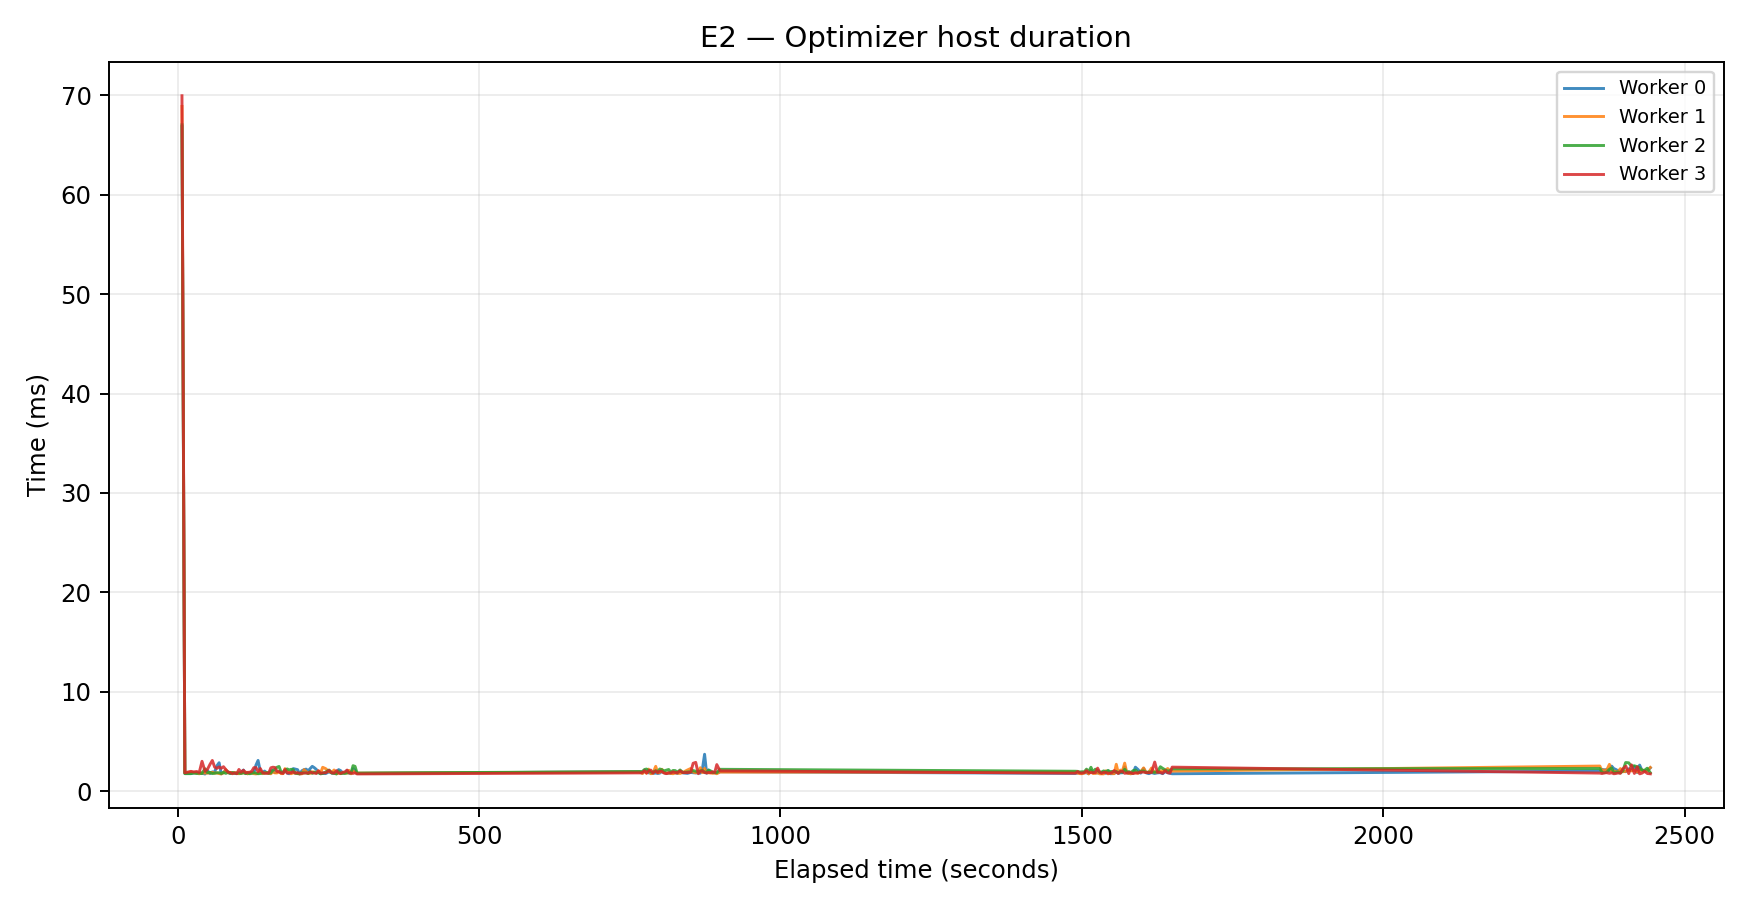 E2 — Optimizer host duration
70
60
50
40
30
20
10
0
Time (ms)
Worker 0
Worker 1
Worker 2
Worker 3
0 500 1000 1500 2000 2500
Elapsed time (seconds)